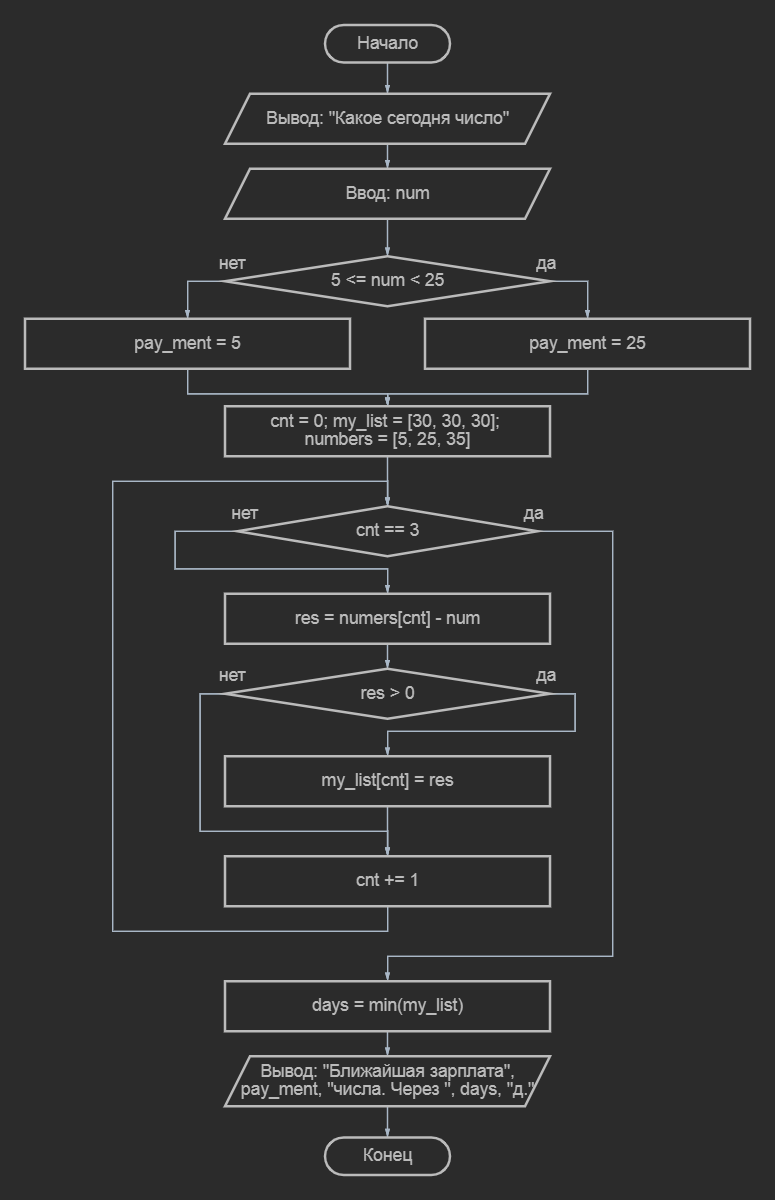 Начало
Вывод: "Какое сегодня число"
Ввод: num
нет
да
5 <= num < 25
pay_ment = 5
pay_ment = 25
cnt = 0; my_list = [30, 30, 30];
numbers = [5, 25, 35]
нет
да
cnt == 3
res = numers[cnt] - num
нет
да
res > 0
my_list[cnt] = res
cnt += 1
days = min(my_list)
Вывод: "Ближайшая зарплата",
pay_ment, "числа. Через ", days, "д."
Конец